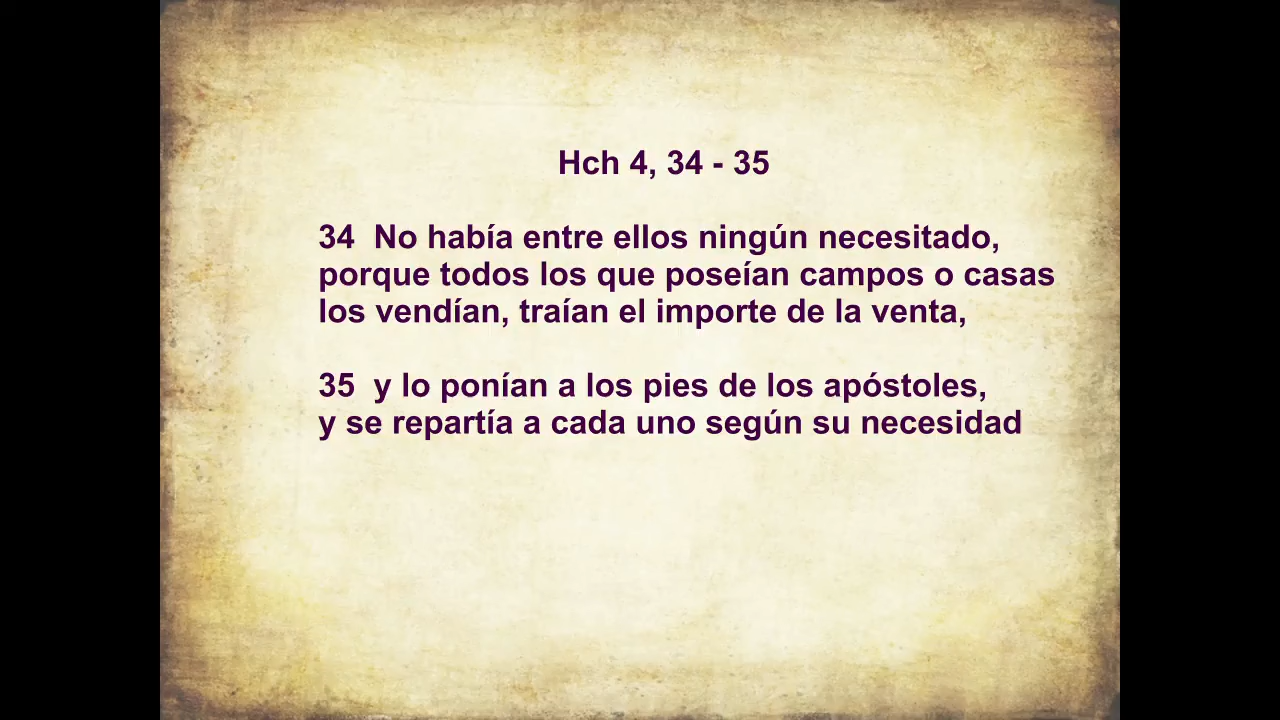 Hch 4, 34 - 35
34 No había entre ellos ningún necesitado,
porque todos los que poseían campos o casas
los vendían, traían el importe de la venta,
35 y lo ponían a los pies de los apóstoles,
y se repartía a cada uno según su necesidad